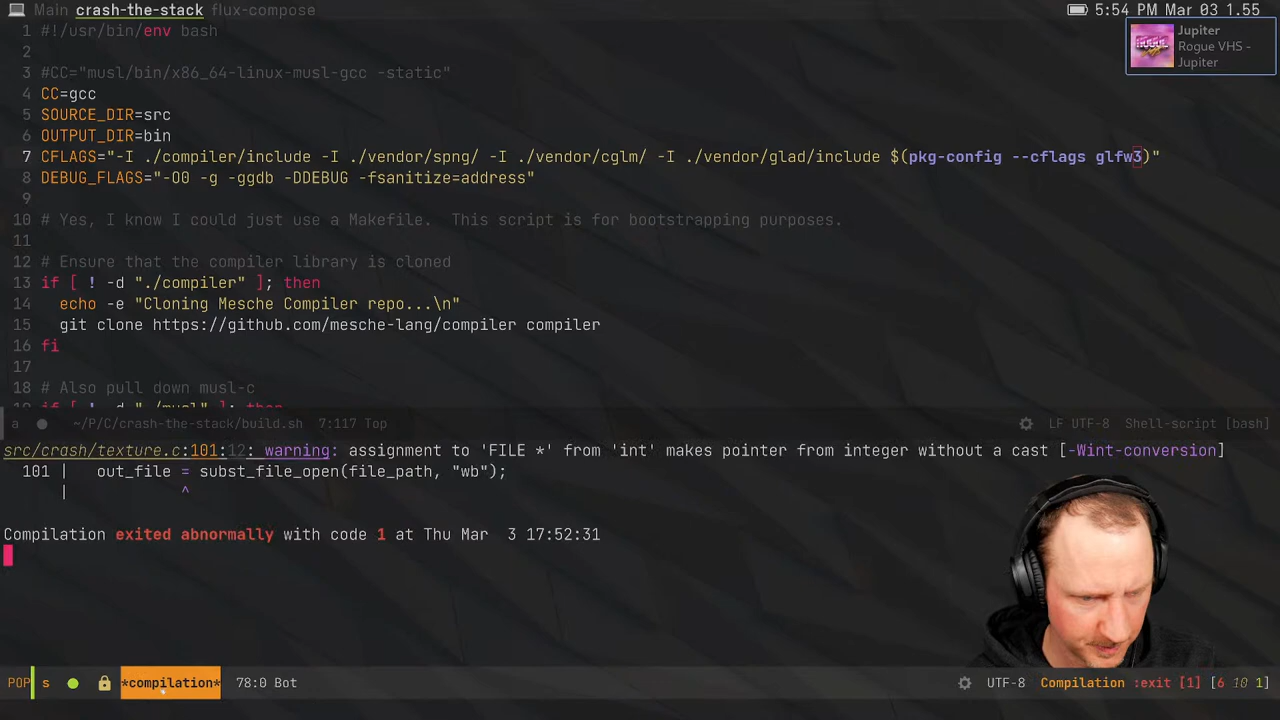 Main crash-the-stack flux-compose
5:54 PM Mar 03 1.55
Jupiter
Rogue VHS -
Jupiter
1 #!/usr/bin/env bash
2
3 #CC="musl/bin/x86_64-linux-musl-gcc -static"
4 CC=gcc
5 SOURCE_DIR=src
6 OUTPUT_DIR=bin
7 CFLAGS="-I ./compiler/include -I ./vendor/spng/ -I ./vendor/cglm/ -I ./vendor/glad/include $(pkg-config --cflags glfw3)"
8 DEBUG_FLAGS="-O0 -g -ggdb -DDEBUG -fsanitize=address"
9
10 # Yes, I know I could just use a Makefile.  This script is for bootstrapping purposes.
11
12 # Ensure that the compiler library is cloned
13 if [ ! -d "./compiler" ]; then
14   echo -e "Cloning Mesche Compiler repo...\n"
15   git clone https://github.com/mesche-lang/compiler compiler
16 fi
17
18 # Also pull down musl-c
19 if [ ! -d "./musl" ]; then
a ~/P/C/crash-the-stack/build.sh 7:117 Top LF UTF-8 Shell-script [bash]
src/crash/texture.c:101:12: warning: assignment to 'FILE *' from 'int' makes pointer from integer without a cast [-Wint-conversion]
101 |   out_file = subst_file_open(file_path, "wb");
|            ^
Compilation exited abnormally with code 1 at Thu Mar  3 17:52:31
POP s *compilation* 78:0 Bot UTF-8 Compilation :exit [1] [6 10 1]